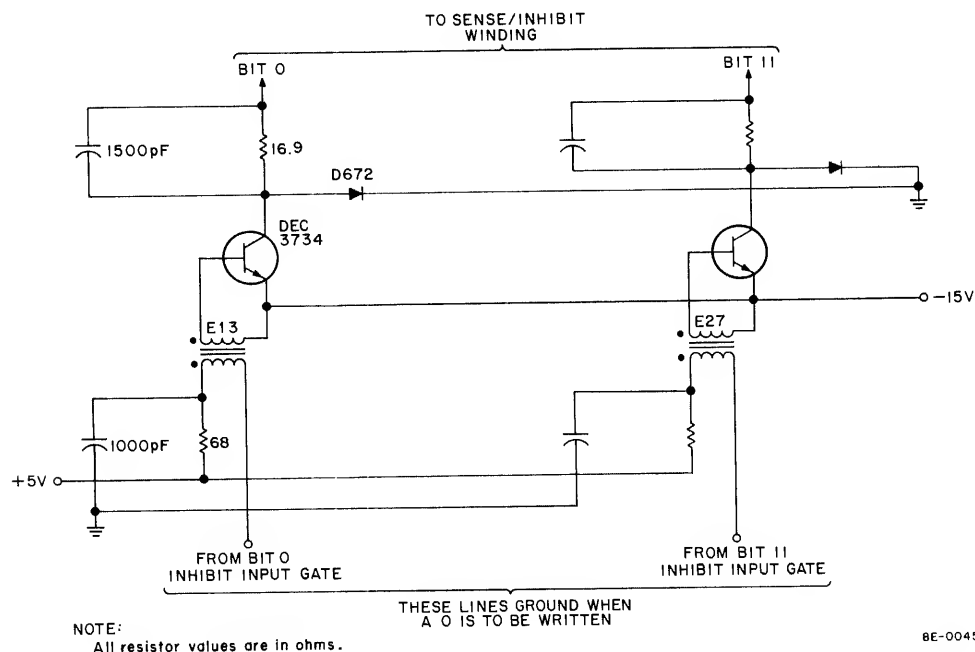 TO SENSE/INHIBIT
WINDING
BIT 0
BIT 11
1500pF
16.9
D672
DEC
3734
-15V
E13
E27
1000pF
68
+5V
FROM BIT 0
INHIBIT INPUT GATE
FROM BIT 11
INHIBIT INPUT GATE
THESE LINES GROUND WHEN
A 0 IS TO BE WRITTEN
NOTE:
All resistor values are in ohms.
8E-0045